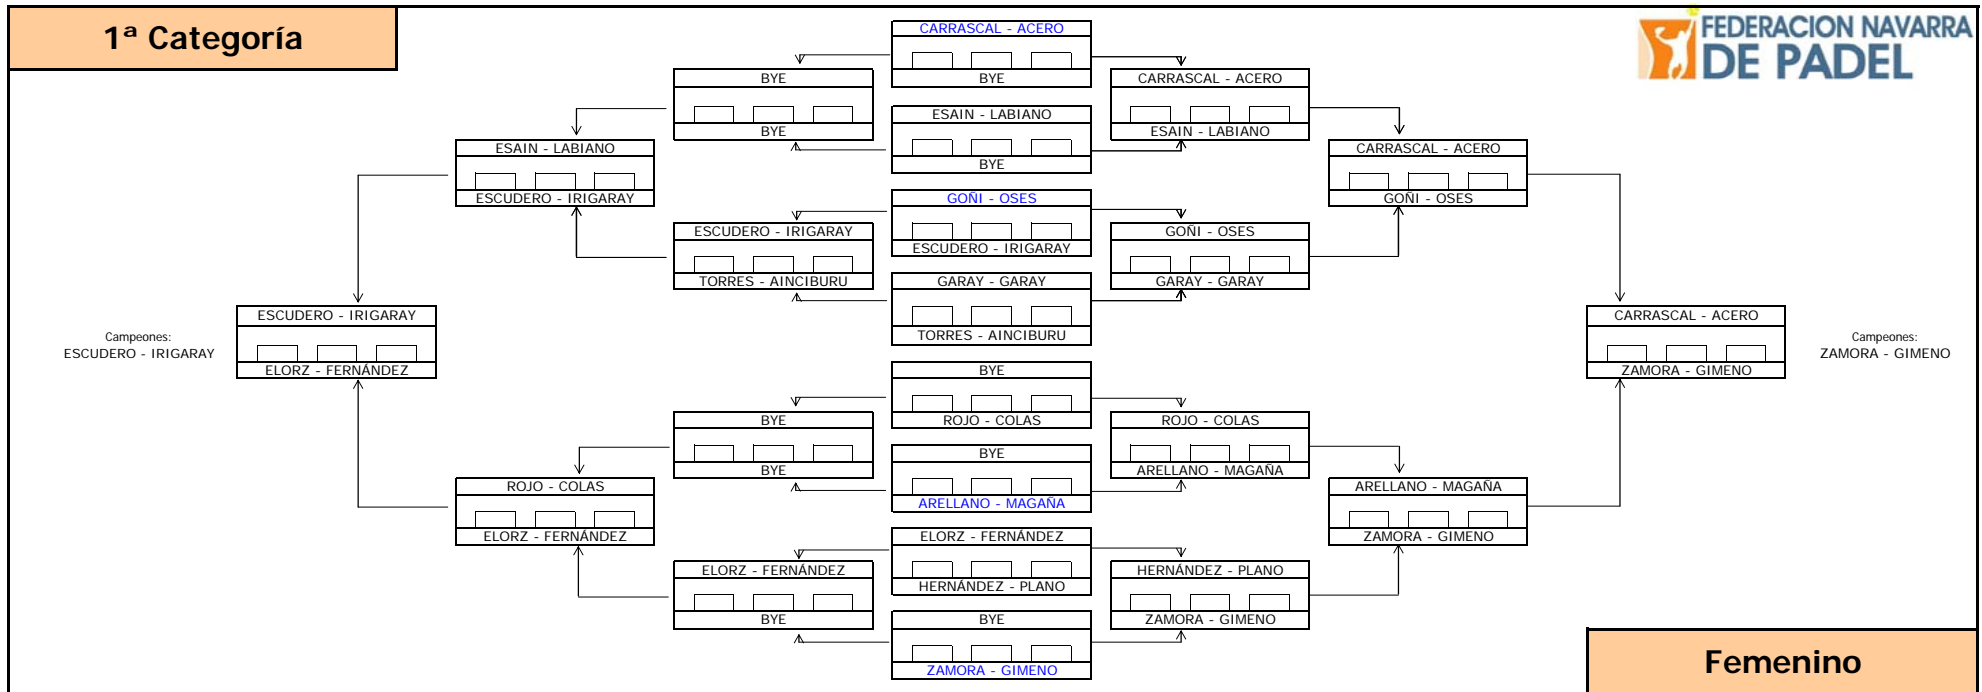 1ª Categoría
FEDERACION NAVARRA
DE PADEL
CARRASCAL - ACERO
BYE
ESAIN - LABIANO
BYE
GOÑI - OSES
ESCUDERO - IRIGARAY
GARAY - GARAY
TORRES - AINCIBURU
BYE
ROJO - COLAS
BYE
ARELLANO - MAGAÑA
ELORZ - FERNÁNDEZ
HERNÁNDEZ - PLANO
BYE
ZAMORA - GIMENO
BYE
BYE
ESCUDERO - IRIGARAY
TORRES - AINCIBURU
BYE
BYE
ELORZ - FERNÁNDEZ
BYE
ESAIN - LABIANO
ESCUDERO - IRIGARAY
ROJO - COLAS
ELORZ - FERNÁNDEZ
ESCUDERO - IRIGARAY
ELORZ - FERNÁNDEZ
Campeones:
ESCUDERO - IRIGARAY
CARRASCAL - ACERO
ESAIN - LABIANO
GOÑI - OSES
GARAY - GARAY
ROJO - COLAS
ARELLANO - MAGAÑA
HERNÁNDEZ - PLANO
ZAMORA - GIMENO
CARRASCAL - ACERO
GOÑI - OSES
ARELLANO - MAGAÑA
ZAMORA - GIMENO
CARRASCAL - ACERO
ZAMORA - GIMENO
Campeones:
ZAMORA - GIMENO
Femenino